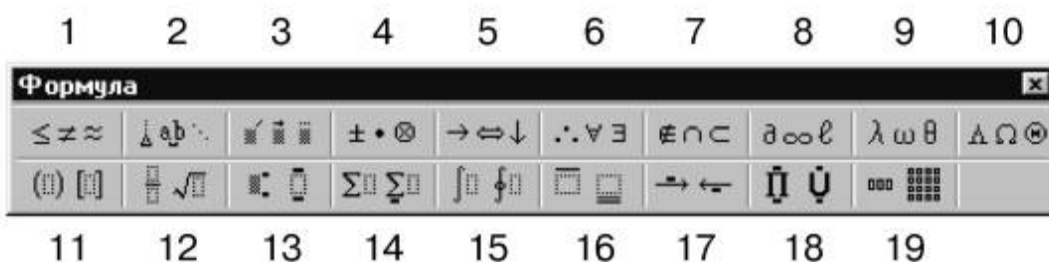 1 2 3 4 5 6 7 8 9 10
Формула
≤ ≠ ≈ ab ± • ⊗ → ⇔ ↓ ∴ ∀ ∃ ∉ ∩ ⊂ ∂ ∞ ℓ λ ω θ Λ Ω Θ
() [] √ Σ Σ ∫ ∮ → ← Π Ụ
11 12 13 14 15 16 17 18 19